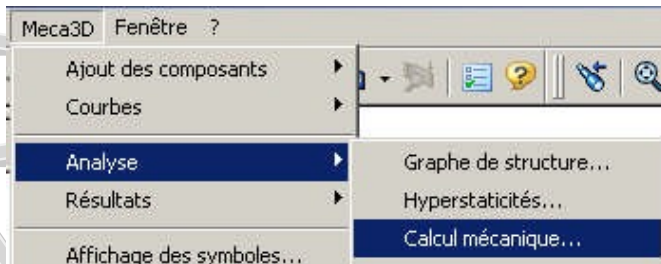 Meca3D Fenêtre ?
Ajout des composants
Courbes
Analyse
Résultats
Affichage des symboles...
Graphe de structure...
Hyperstaticités...
Calcul mécanique...